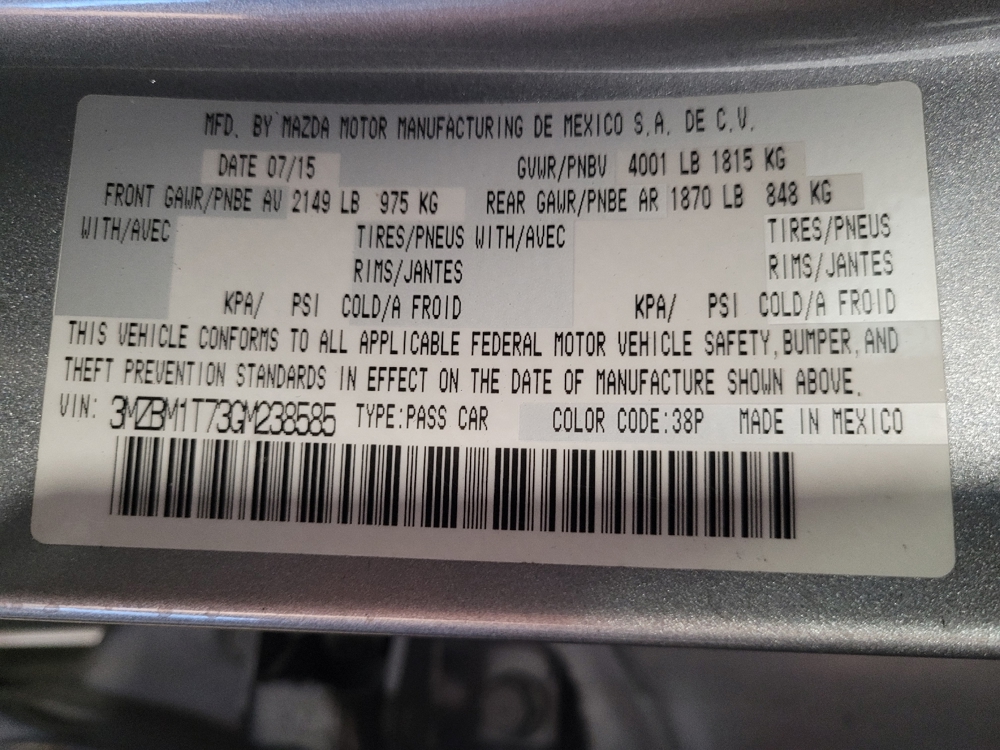 MFD. BY MAZDA MOTOR MANUFACTURING DE MEXICO S.A. DE C.V.
DATE 07/15 GVWR/PNBV 4001 LB 1815 KG
FRONT GAWR/PNBE AV 2149 LB 975 KG REAR GAWR/PNBE AR 1870 LB 848 KG
WITH/AVEC TIRES/PNEUS WITH/AVEC TIRES/PNEUS
RIMS/JANTES RIMS/JANTES
KPA/ PSI COLD/A FROID KPA/ PSI COLD/A FROID
THIS VEHICLE CONFORMS TO ALL APPLICABLE FEDERAL MOTOR VEHICLE SAFETY, BUMPER, AND
THEFT PREVENTION STANDARDS IN EFFECT ON THE DATE OF MANUFACTURE SHOWN ABOVE.
VIN: 3MZBM1T73GM238585 TYPE:PASS CAR COLOR CODE:38P MADE IN MEXICO